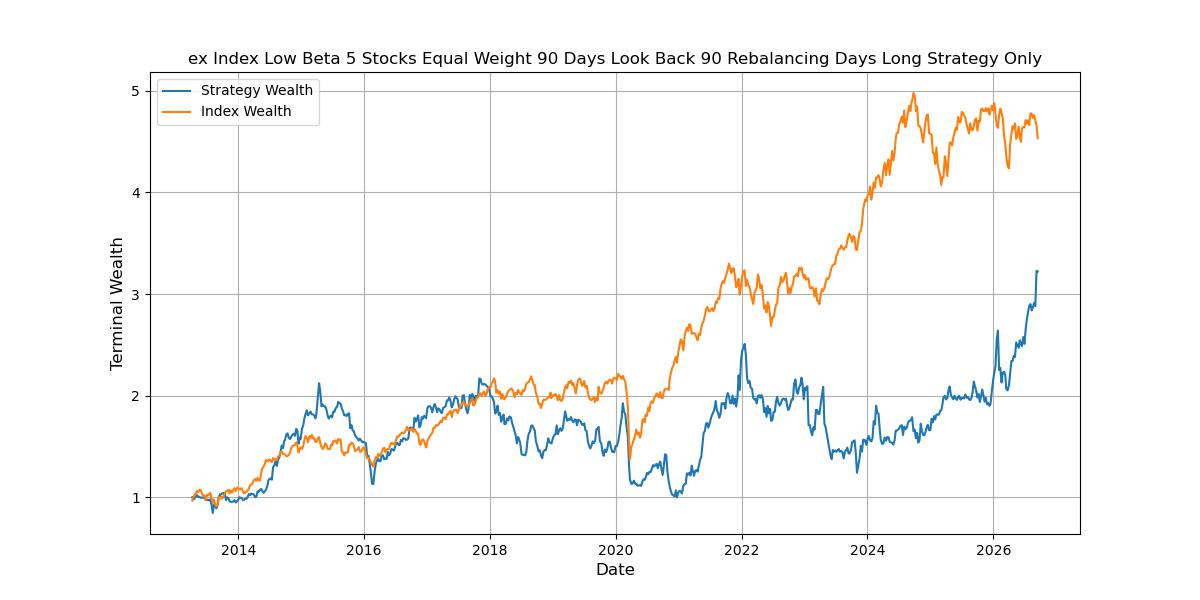 ex Index Low Beta 5 Stocks Equal Weight 90 Days Look Back 90 Rebalancing Days Long Strategy Only
Strategy Wealth
Index Wealth
Terminal Wealth
5
4
3
2
1
2014 2016 2018 2020 2022 2024 2026
Date